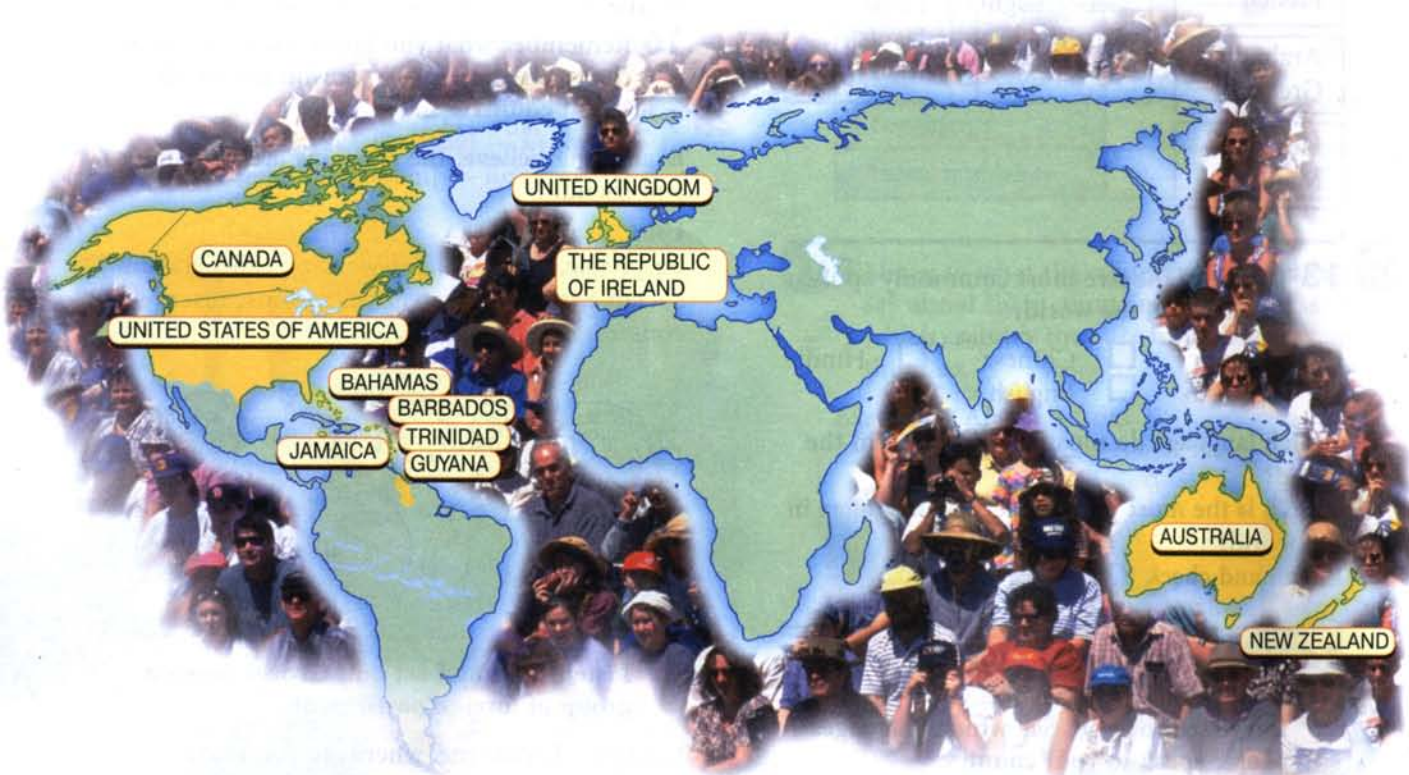 UNITED KINGDOM
CANADA
THE REPUBLIC
OF IRELAND
UNITED STATES OF AMERICA
BAHAMAS
BARBADOS
TRINIDAD
JAMAICA
GUYANA
AUSTRALIA
NEW ZEALAND